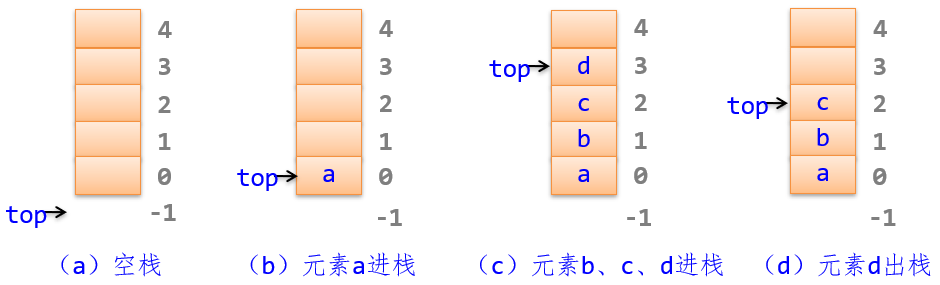 4 4 4 4
3 3 top d 3 3
2 2 c 2 top c 2
1 1 b 1 b 1
0 top a 0 a 0 a 0
top -1 -1 -1 -1
（a）空栈 （b）元素a进栈 （c）元素b、c、d进栈 （d）元素d出栈